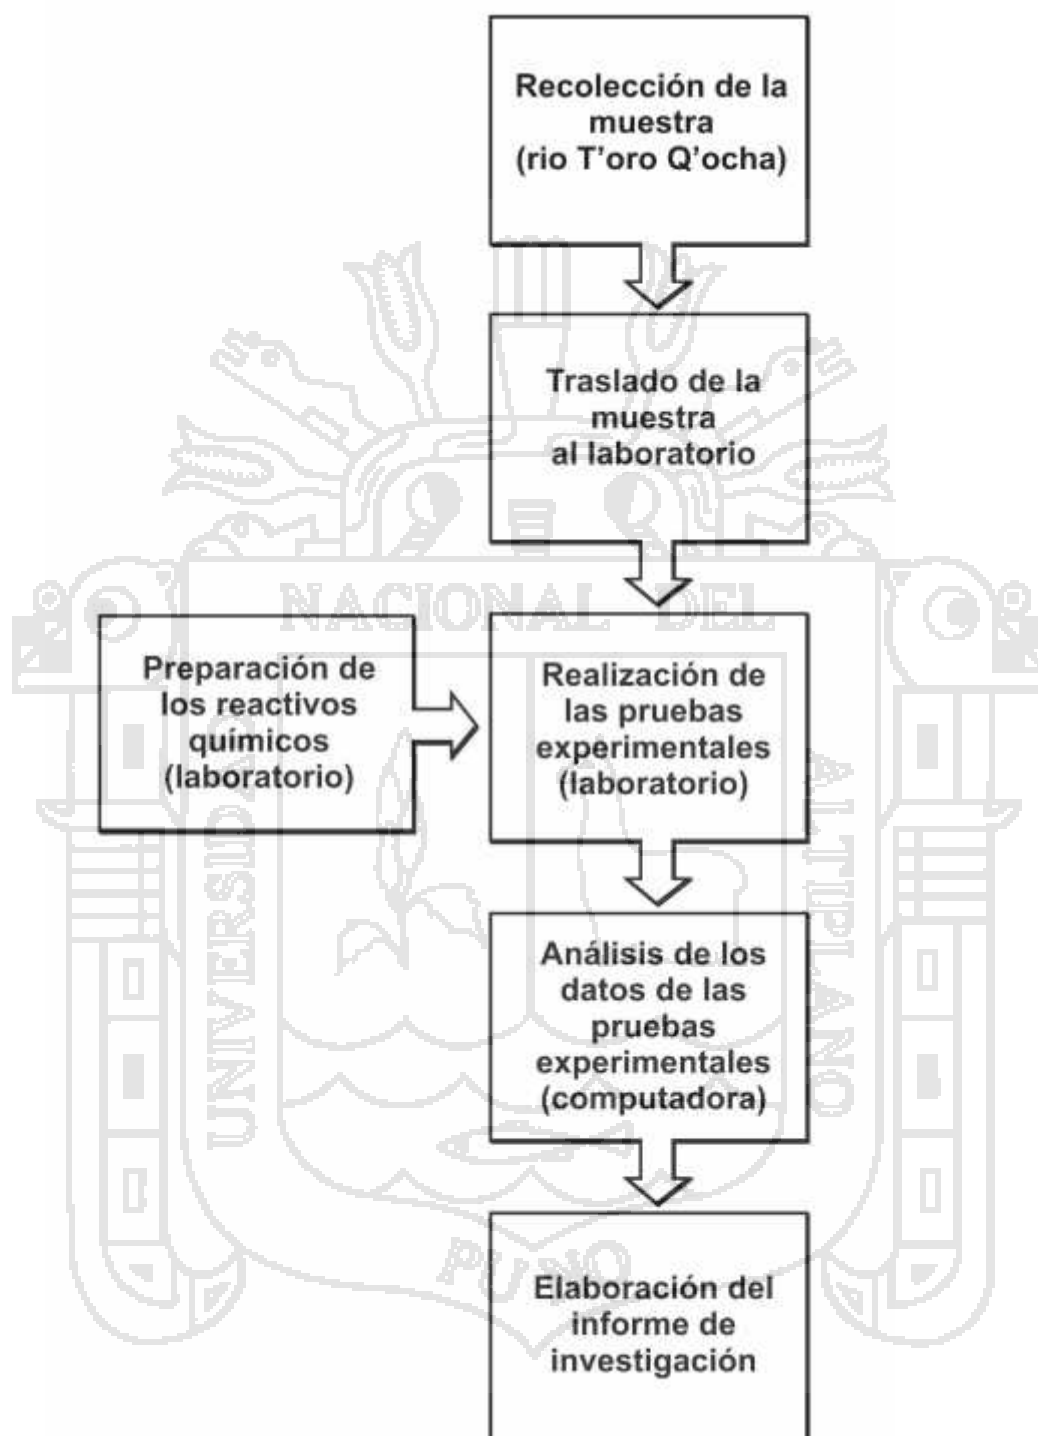 Recolección de la
muestra
(rio T'oro Q'ocha)
Traslado de la
muestra
al laboratorio
NACIONAL DEL
Preparación de
los reactivos
químicos
(laboratorio)
Realización de
las pruebas
experimentales
(laboratorio)
UNIVERSIDAD
ALTIPLANO
Análisis de los
datos de las
pruebas
experimentales
(computadora)
PUNO
Elaboración del
informe de
investigación